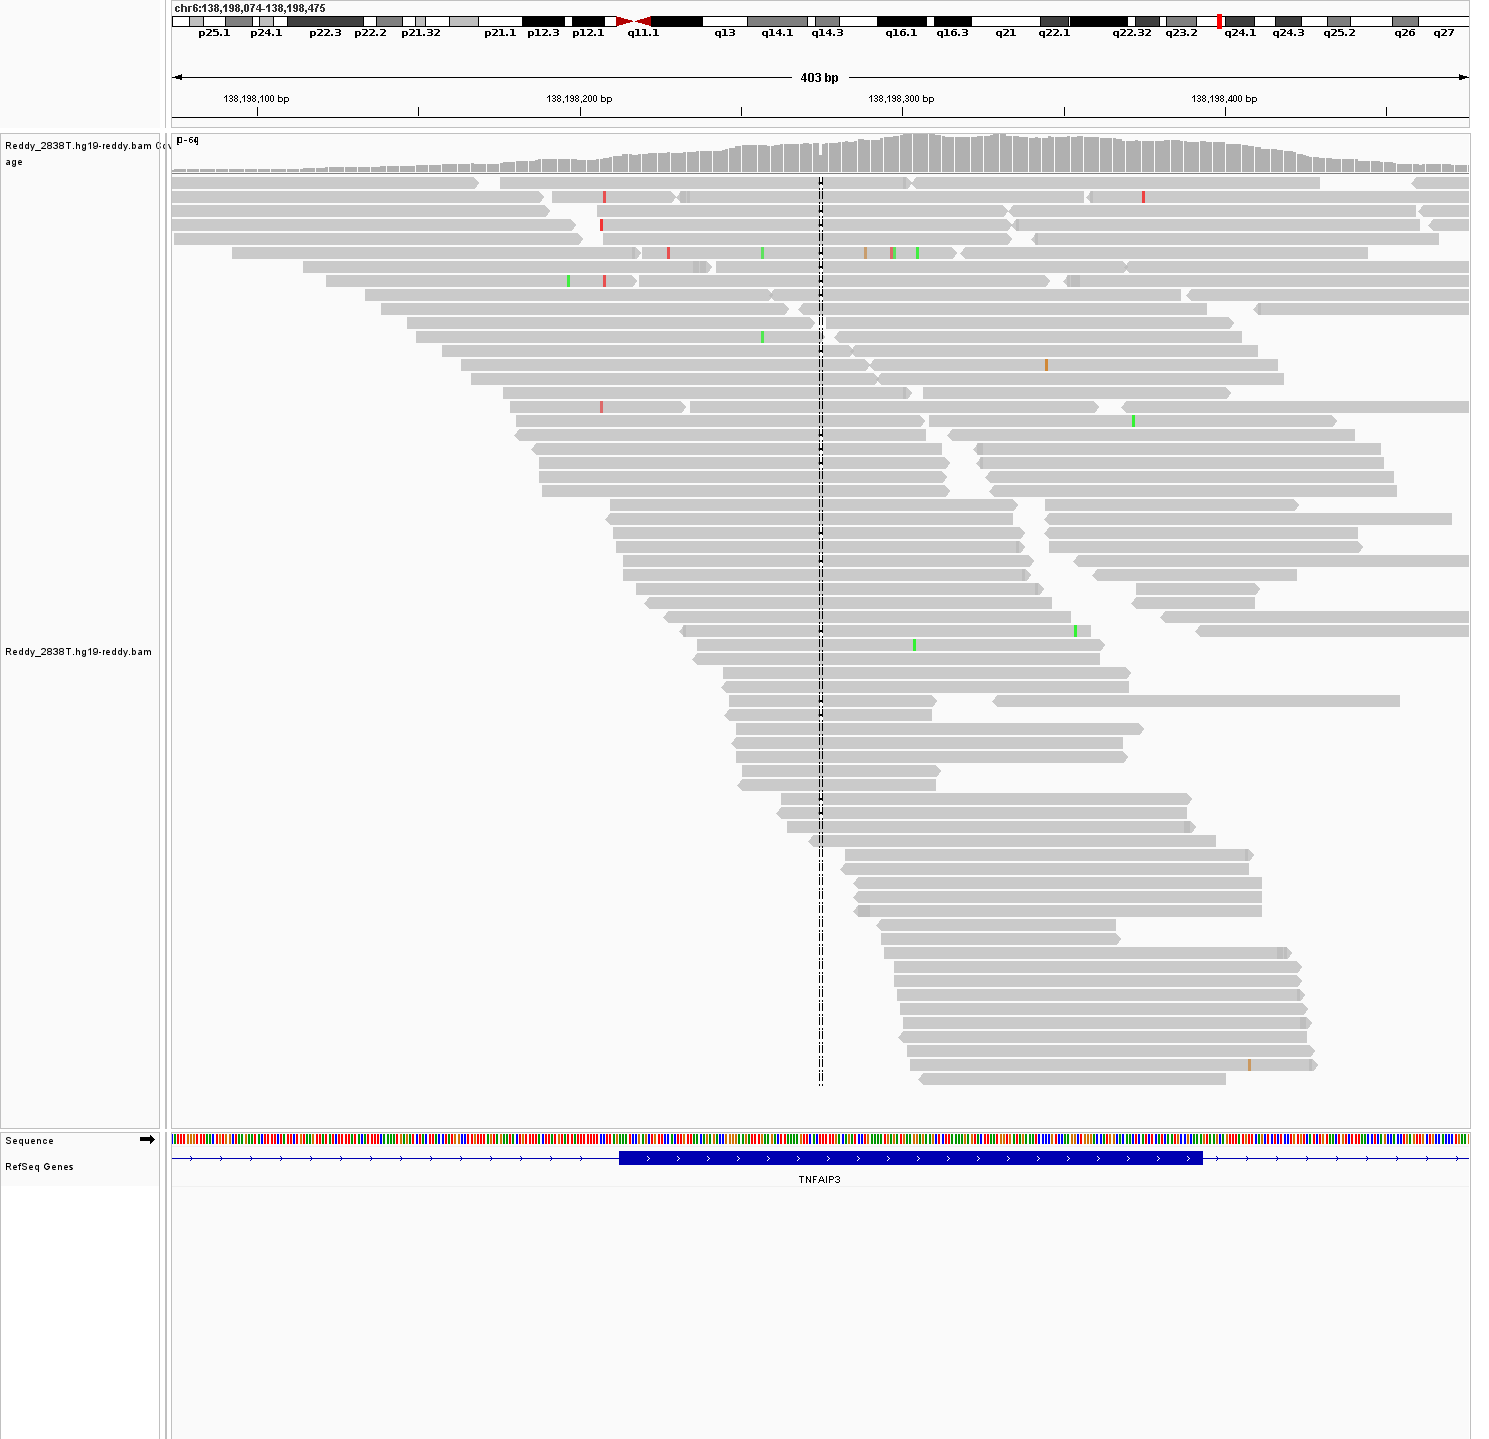 chr6:138,198,074-138,198,475
p25.1 p24.1 p22.3 p22.2 p21.32 p21.1 p12.3 p12.1 q11.1 q13 q14.1 q14.3 q16.1 q16.3 q21 q22.1 q22.32 q23.2 q24.1 q24.3 q25.2 q26 q27
403 bp
138,198,100 bp 138,198,200 bp 138,198,300 bp 138,198,400 bp
Reddy_2838T.hg19-reddy.bam Cov
age
Reddy_2838T.hg19-reddy.bam
Sequence
RefSeq Genes
TNFAIP3